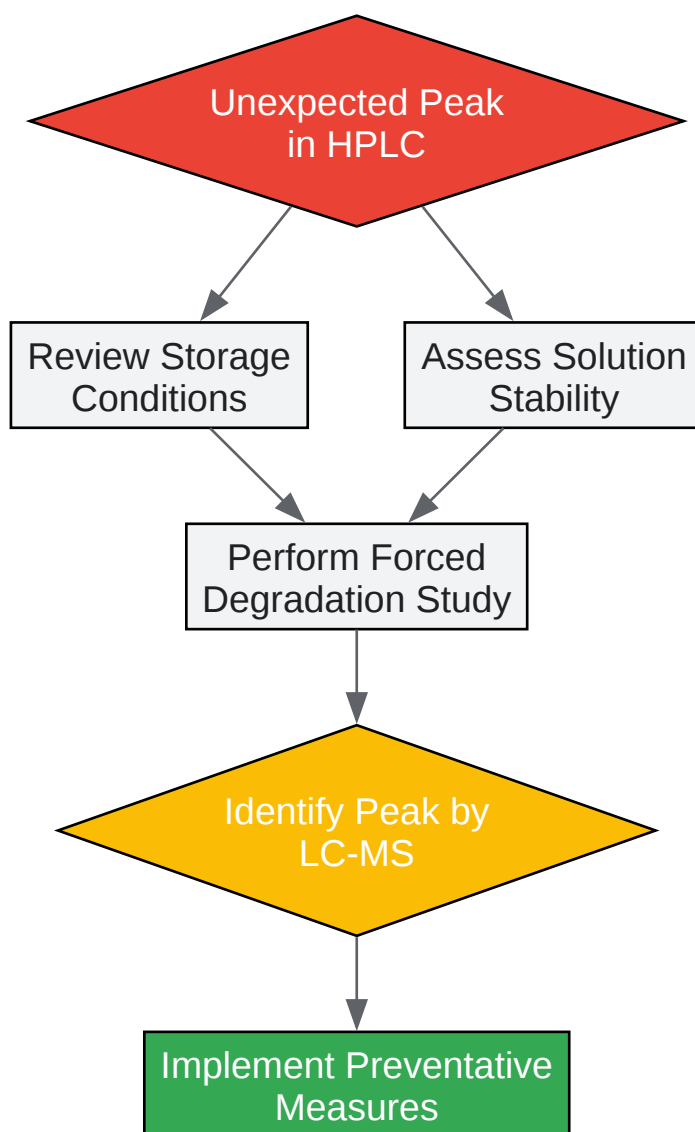 Unexpected Peak
in HPLC
Review Storage
Conditions
Assess Solution
Stability
Perform Forced
Degradation Study
Identify Peak by
LC-MS
Implement Preventative
Measures